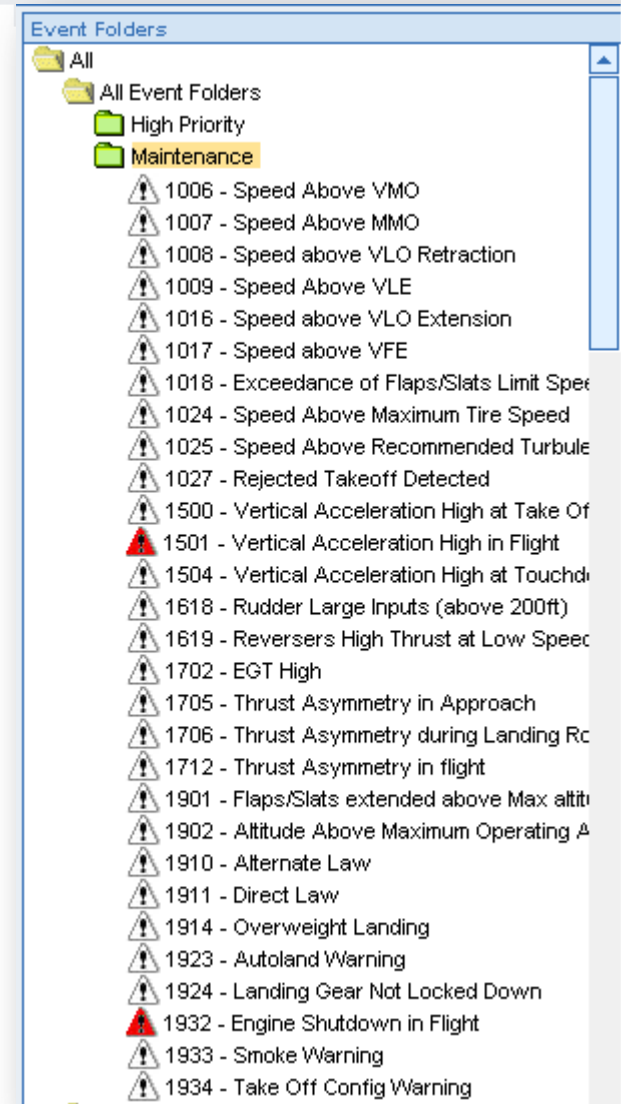 Event Folders
All
All Event Folders
High Priority
Maintenance
1006 - Speed Above VMO
1007 - Speed Above MMO
1008 - Speed above VLO Retraction
1009 - Speed Above VLE
1016 - Speed above VLO Extension
1017 - Speed above VFE
1018 - Exceedance of Flaps/Slats Limit Spee
1024 - Speed Above Maximum Tire Speed
1025 - Speed Above Recommended Turbule
1027 - Rejected Takeoff Detected
1500 - Vertical Acceleration High at Take Of
1501 - Vertical Acceleration High in Flight
1504 - Vertical Acceleration High at Touchd
1618 - Rudder Large Inputs (above 200ft)
1619 - Reversers High Thrust at Low Speed
1702 - EGT High
1705 - Thrust Asymmetry in Approach
1706 - Thrust Asymmetry during Landing Ro
1712 - Thrust Asymmetry in flight
1901 - Flaps/Slats extended above Max altit
1902 - Altitude Above Maximum Operating A
1910 - Alternate Law
1911 - Direct Law
1914 - Overweight Landing
1923 - Autoland Warning
1924 - Landing Gear Not Locked Down
1932 - Engine Shutdown in Flight
1933 - Smoke Warning
1934 - Take Off Config Warning